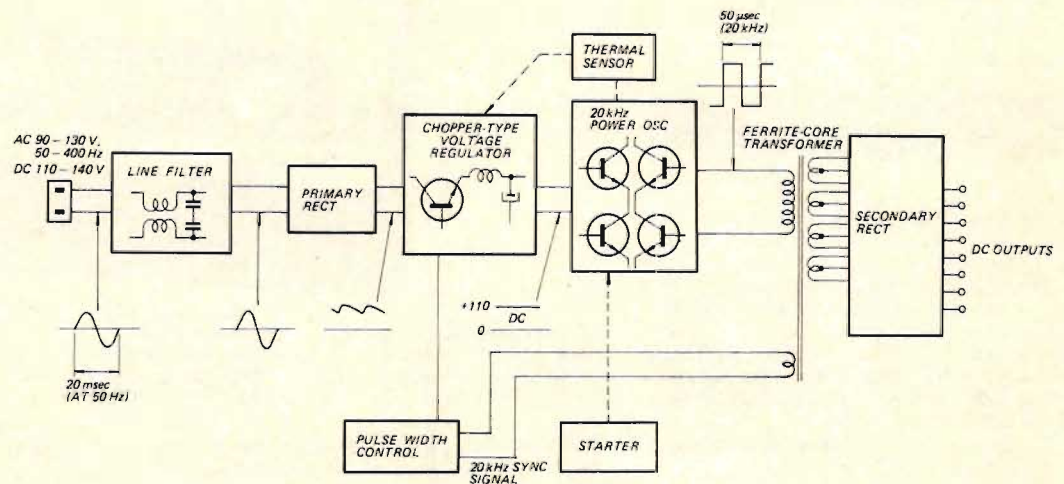 50 µsec
(20 kHz)
THERMAL
SENSOR
20 kHz
POWER OSC
CHOPPER-TYPE
VOLTAGE
REGULATOR
FERRITE-CORE
TRANSFORMER
AC 90 – 130 V,
50 – 400 Hz
DC 110 – 140 V
LINE FILTER
PRIMARY
RECT
SECONDARY
RECT
DC OUTPUTS
+110
DC
0
20 msec
(AT 50 Hz)
PULSE WIDTH
CONTROL
20 kHz SYNC
SIGNAL
STARTER